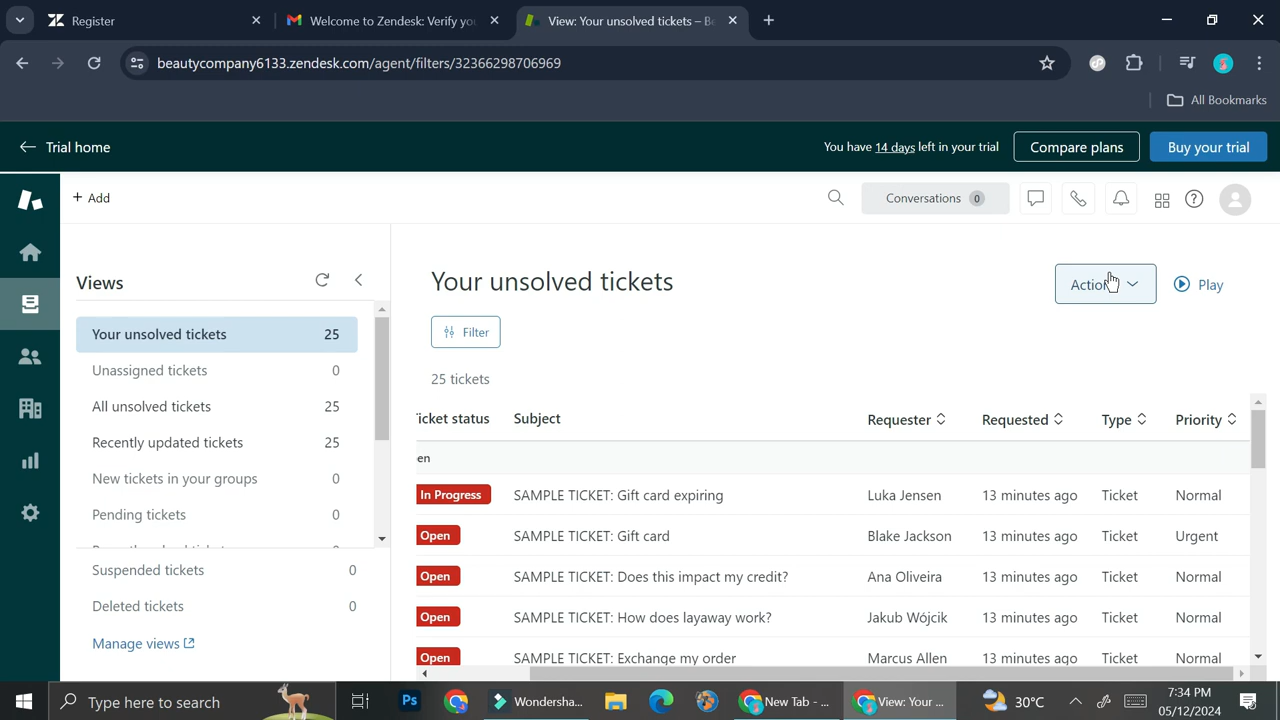 Register
Welcome to Zendesk: Verify yo
View: Your unsolved tickets – Be
beautycompany6133.zendesk.com/agent/filters/32366298706969
All Bookmarks
Trial home
You have 14 days left in your trial
Compare plans
Buy your trial
+ Add
Conversations 0
Views
Your unsolved tickets 25
Unassigned tickets 0
All unsolved tickets 25
Recently updated tickets 25
New tickets in your groups 0
Pending tickets 0
Suspended tickets 0
Deleted tickets 0
Manage views
Your unsolved tickets
Action
Play
Filter
25 tickets
Ticket status Subject Requester Requested Type Priority
en
In Progress SAMPLE TICKET: Gift card expiring Luka Jensen 13 minutes ago Ticket Normal
Open SAMPLE TICKET: Gift card Blake Jackson 13 minutes ago Ticket Urgent
Open SAMPLE TICKET: Does this impact my credit? Ana Oliveira 13 minutes ago Ticket Normal
Open SAMPLE TICKET: How does layaway work? Jakub Wójcik 13 minutes ago Ticket Normal
Open SAMPLE TICKET: Exchange my order Marcus Allen 13 minutes ago Ticket Normal
Type here to search
Ps
Wondersha...
New Tab - ...
View: Your ...
30°C
7:34 PM
05/12/2024